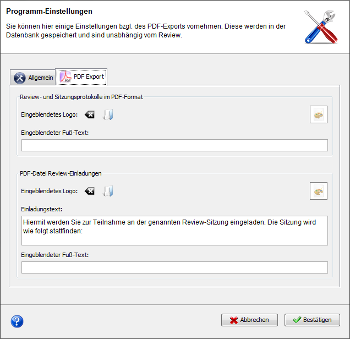 Programm-Einstellungen
Sie können hier einige Einstellungen bzgl. des PDF-Exports vornehmen. Diese werden in der
Datenbank gespeichert und sind unabhängig vom Review.
Allgemein
PDF Export
Review- und Sitzungsprotokolle im PDF-Format
Eingeblendetes Logo:
Eingeblendeter Fuß-Text:
PDF-Datei Review-Einladungen
Eingeblendetes Logo:
Einladungstext:
Hiermit werden Sie zur Teilnahme an der genannten Review-Sitzung eingeladen. Die Sitzung wird
wie folgt stattfinden:
Eingeblendeter Fuß-Text:
Abbrechen
Bestätigen